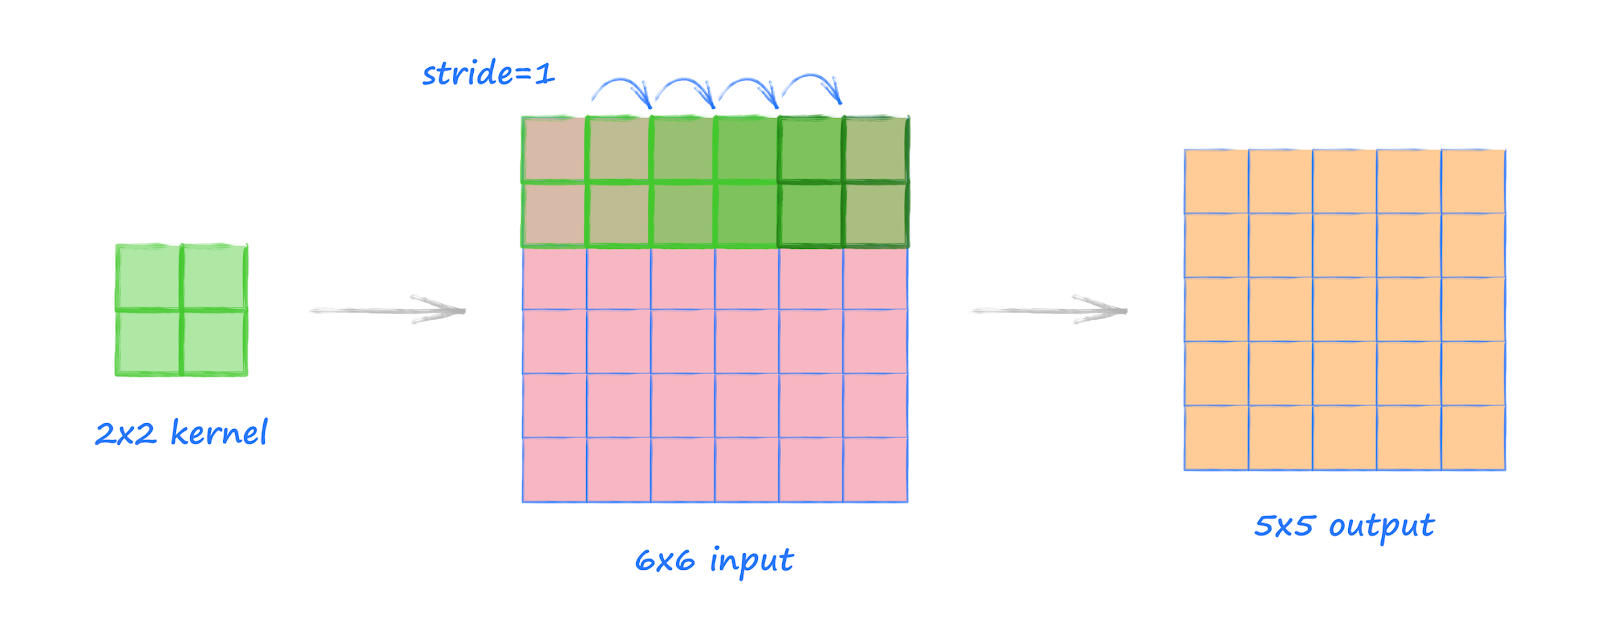 stride=1
2x2 kernel
6x6 input
5x5 output